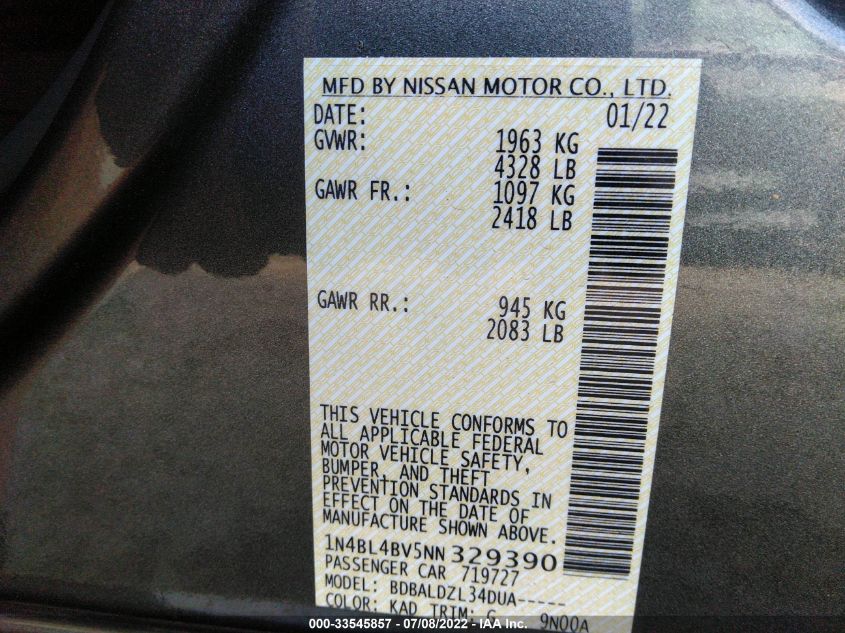 MFD BY NISSAN MOTOR CO., LTD.
DATE: 01/22
GVWR: 1963 KG
4328 LB
GAWR FR.: 1097 KG
2418 LB
GAWR RR.: 945 KG
2083 LB
THIS VEHICLE CONFORMS TO
ALL APPLICABLE FEDERAL
MOTOR VEHICLE SAFETY,
BUMPER, AND THEFT
PREVENTION STANDARDS IN
EFFECT ON THE DATE OF
MANUFACTURE SHOWN ABOVE.
1N4BL4BV5NN 329390
PASSENGER CAR 719727
MODEL: BDBALDZL34DUA-----
COLOR: KAD TRIM: G 9N00A
000-33545857 - 07/08/2022 - IAA Inc.